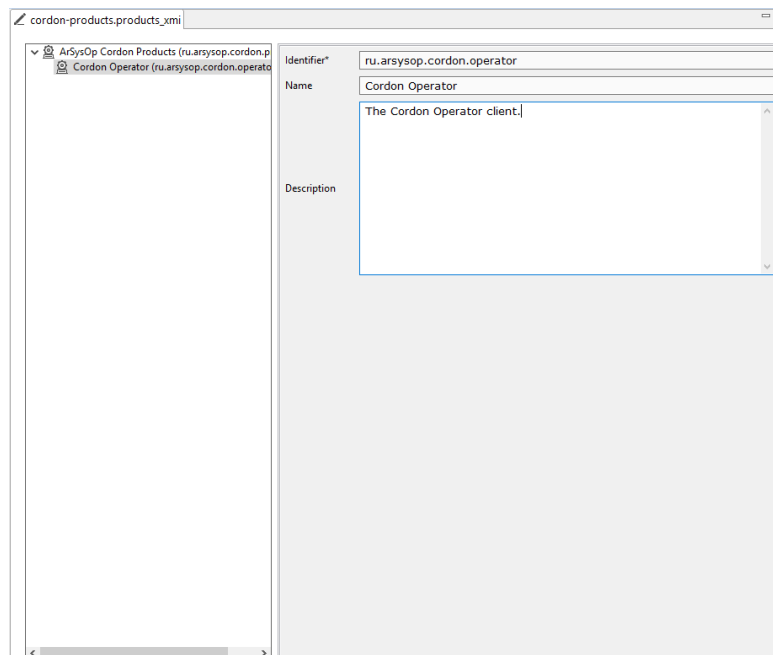 cordon-products.products_xmi
ArSysOp Cordon Products (ru.arsysop.cordon.p
Cordon Operator (ru.arsysop.cordon.operato
Identifier* ru.arsysop.cordon.operator
Name Cordon Operator
The Cordon Operator client.
Description